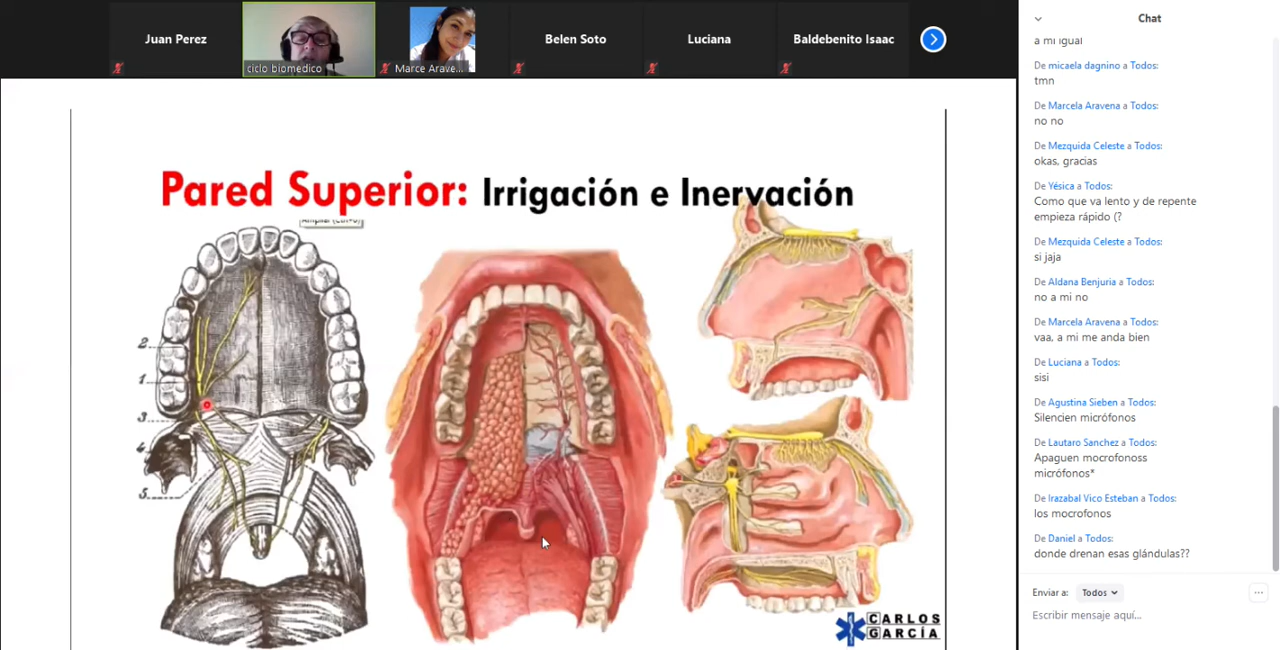 Juan Perez
ciclo biomedico
Marce Arave...
Belen Soto
Luciana
Baldebenito Isaac
Pared Superior: Irrigación e Inervación
2
1
3
4
5
CARLOS
GARCÍA
Chat
a mi igual
De micaela dagnino a Todos:
tmn
De Marcela Aravena a Todos:
no no
De Mezquida Celeste a Todos:
okas, gracias
De Yésica a Todos:
Como que va lento y de repente
empieza rápido (?
De Mezquida Celeste a Todos:
si jaja
De Aldana Benjuria a Todos:
no a mi no
De Marcela Aravena a Todos:
vaa, a mi me anda bien
De Luciana a Todos:
sisi
De Agustina Sieben a Todos:
Silencien micrófonos
De Lautaro Sanchez a Todos:
Apaguen mocrofonoss
micrófonos*
De Irazabal Vico Esteban a Todos:
los mocrofonos
De Daniel a Todos:
donde drenan esas glándulas??
Enviar a: Todos
Escribir mensaje aquí...